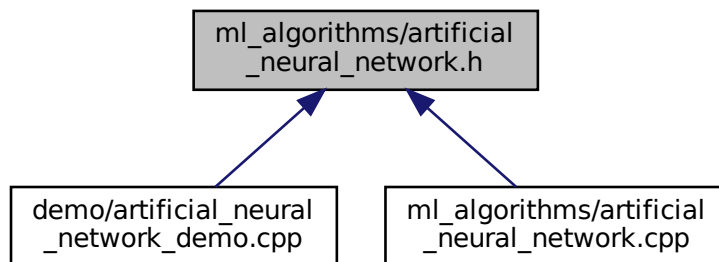 ml_algorithms/artificial
_neural_network.h
demo/artificial_neural
_network_demo.cpp
ml_algorithms/artificial
_neural_network.cpp